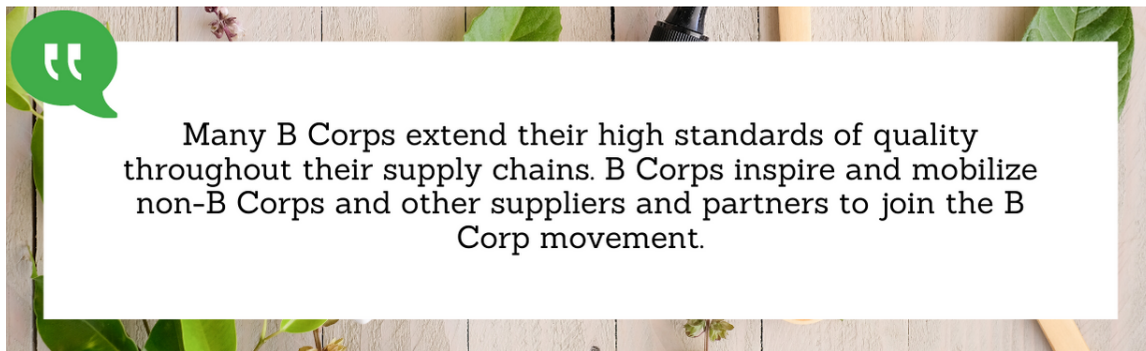 Many B Corps extend their high standards of quality
throughout their supply chains. B Corps inspire and mobilize
non-B Corps and other suppliers and partners to join the B
Corp movement.